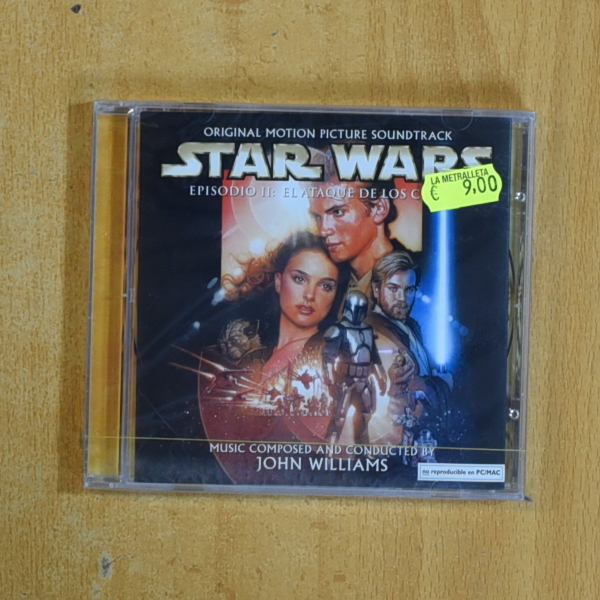 ORIGINAL MOTION PICTURE SOUNDTRACK
STAR WARS
EPISODIO II: EL ATAQUE DE LOS C
LA METRALLETA
€ 9,00
MUSIC COMPOSED AND CONDUCTED BY
JOHN WILLIAMS
no reproducible en PC/MAC